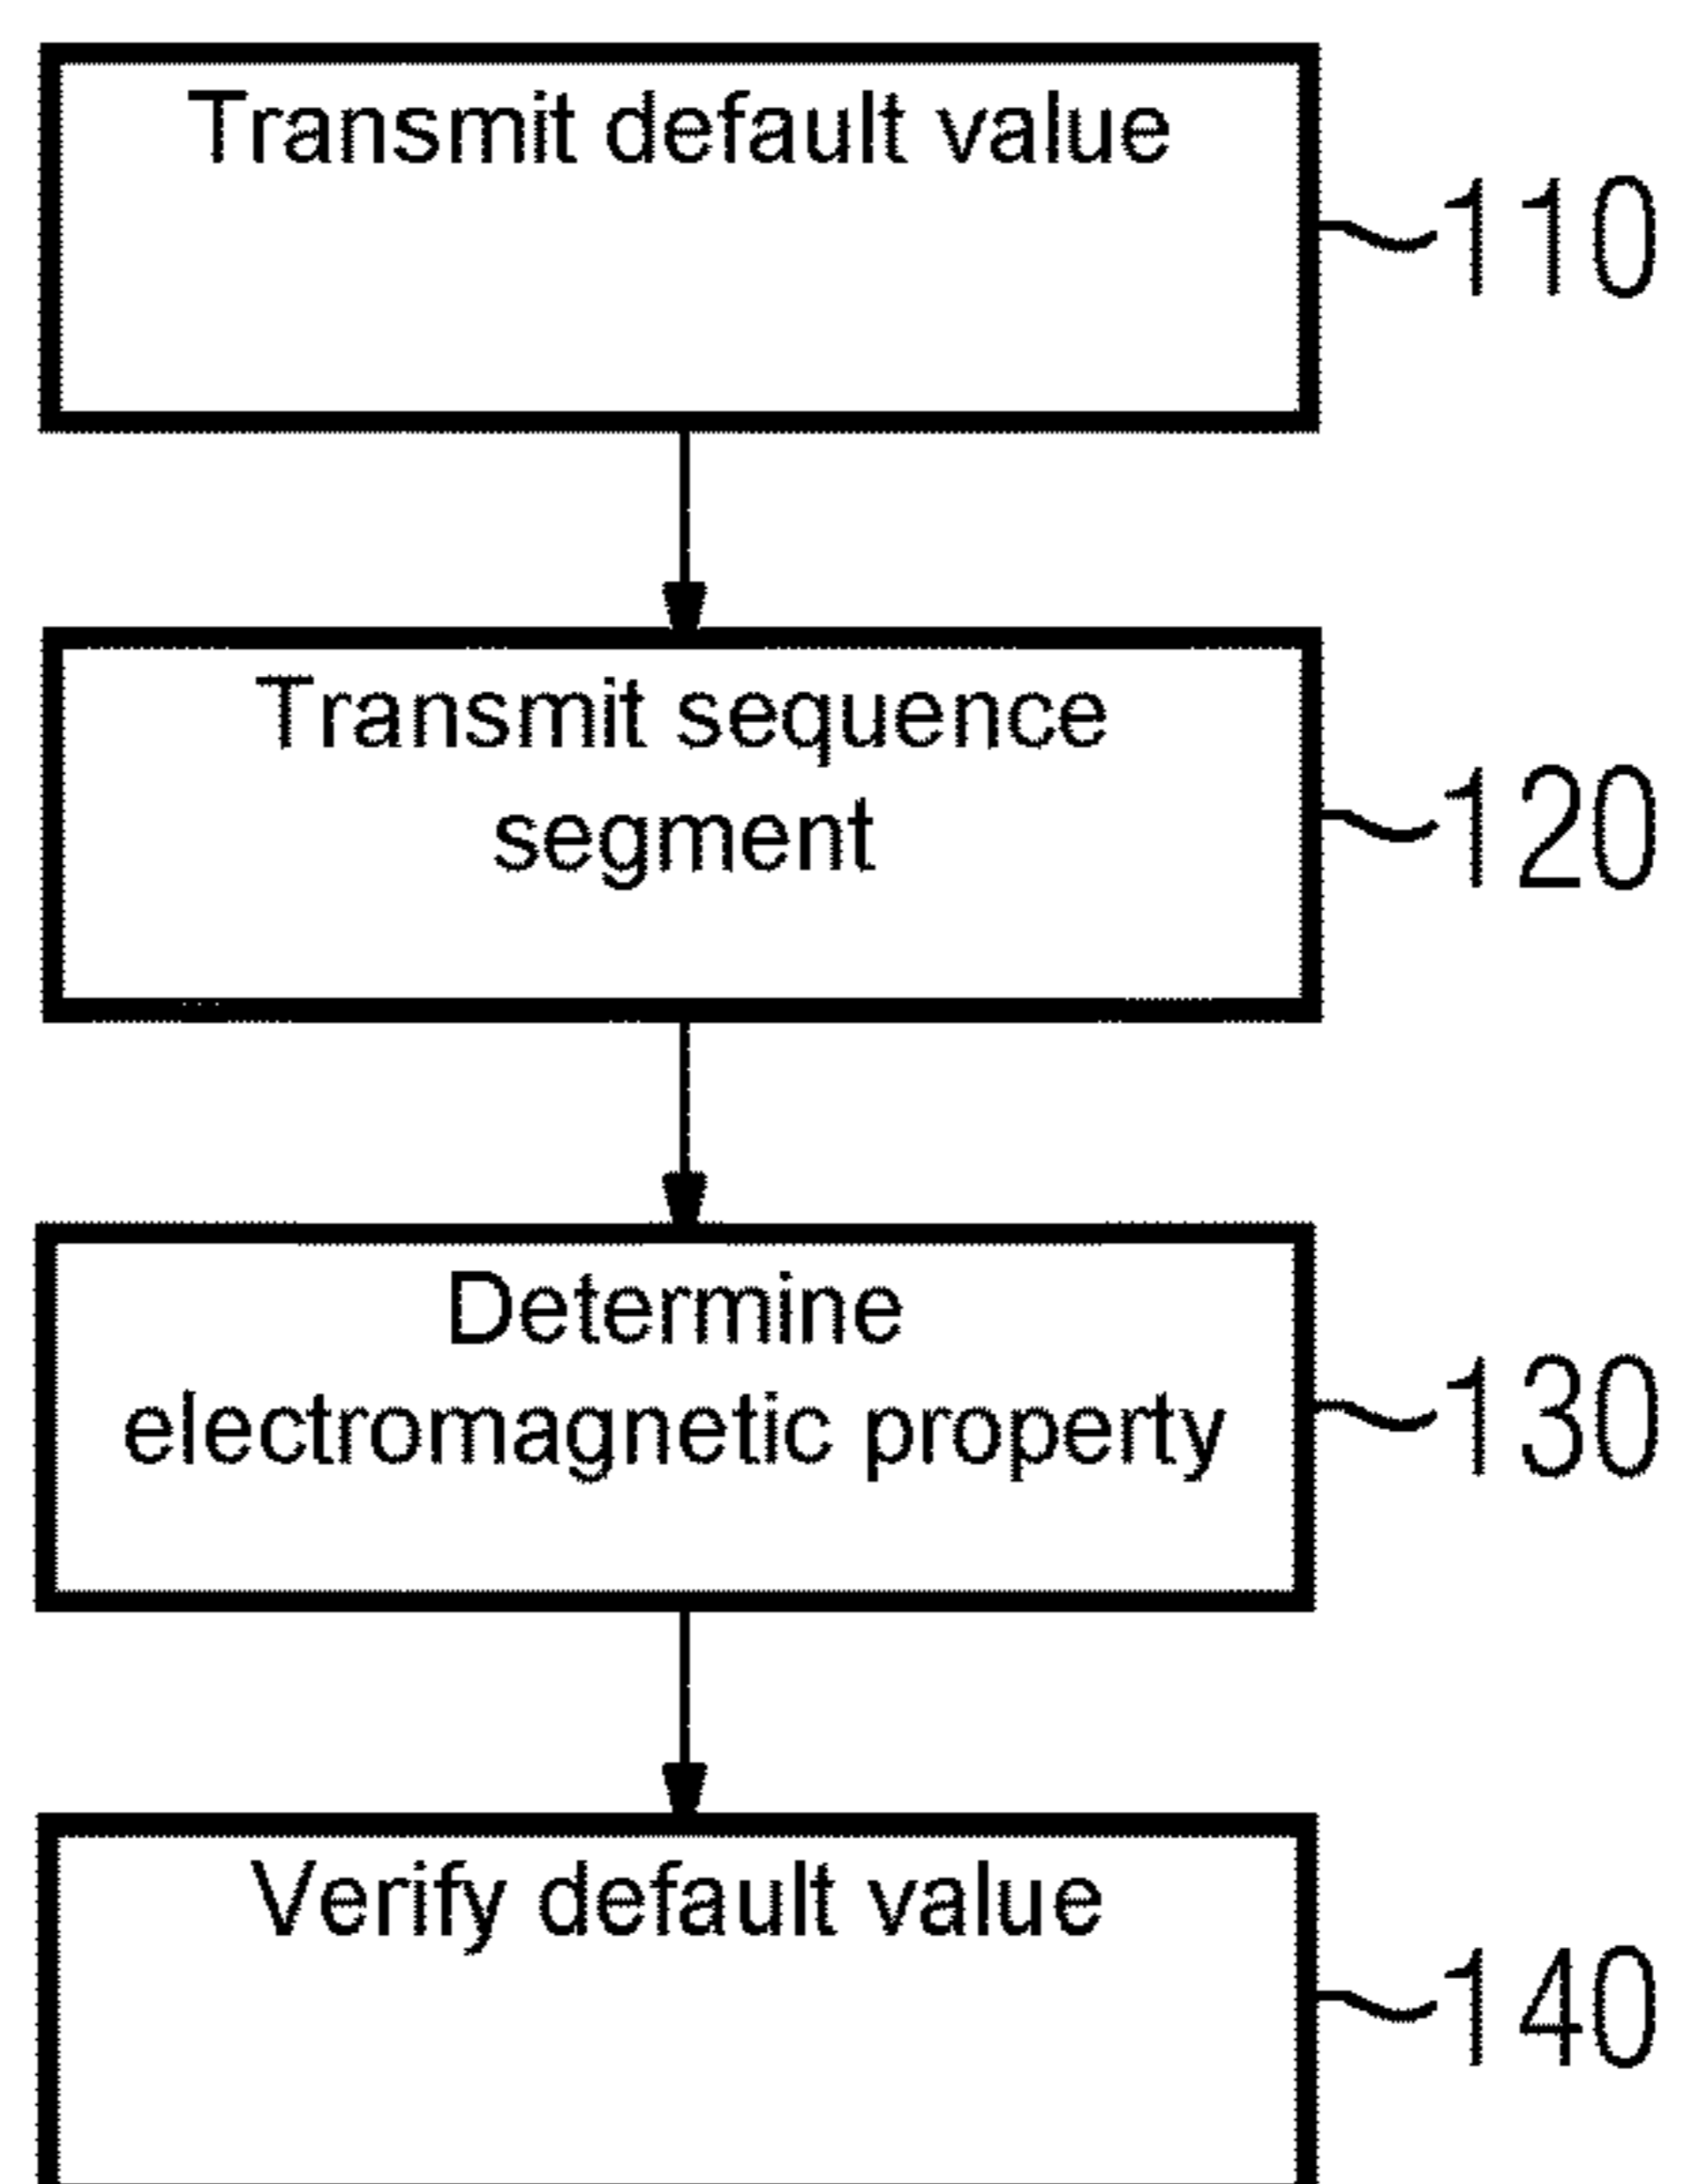 Transmit default value
110
Transmit sequence
segment
120
Determine
electromagnetic property
130
Verify default value
140